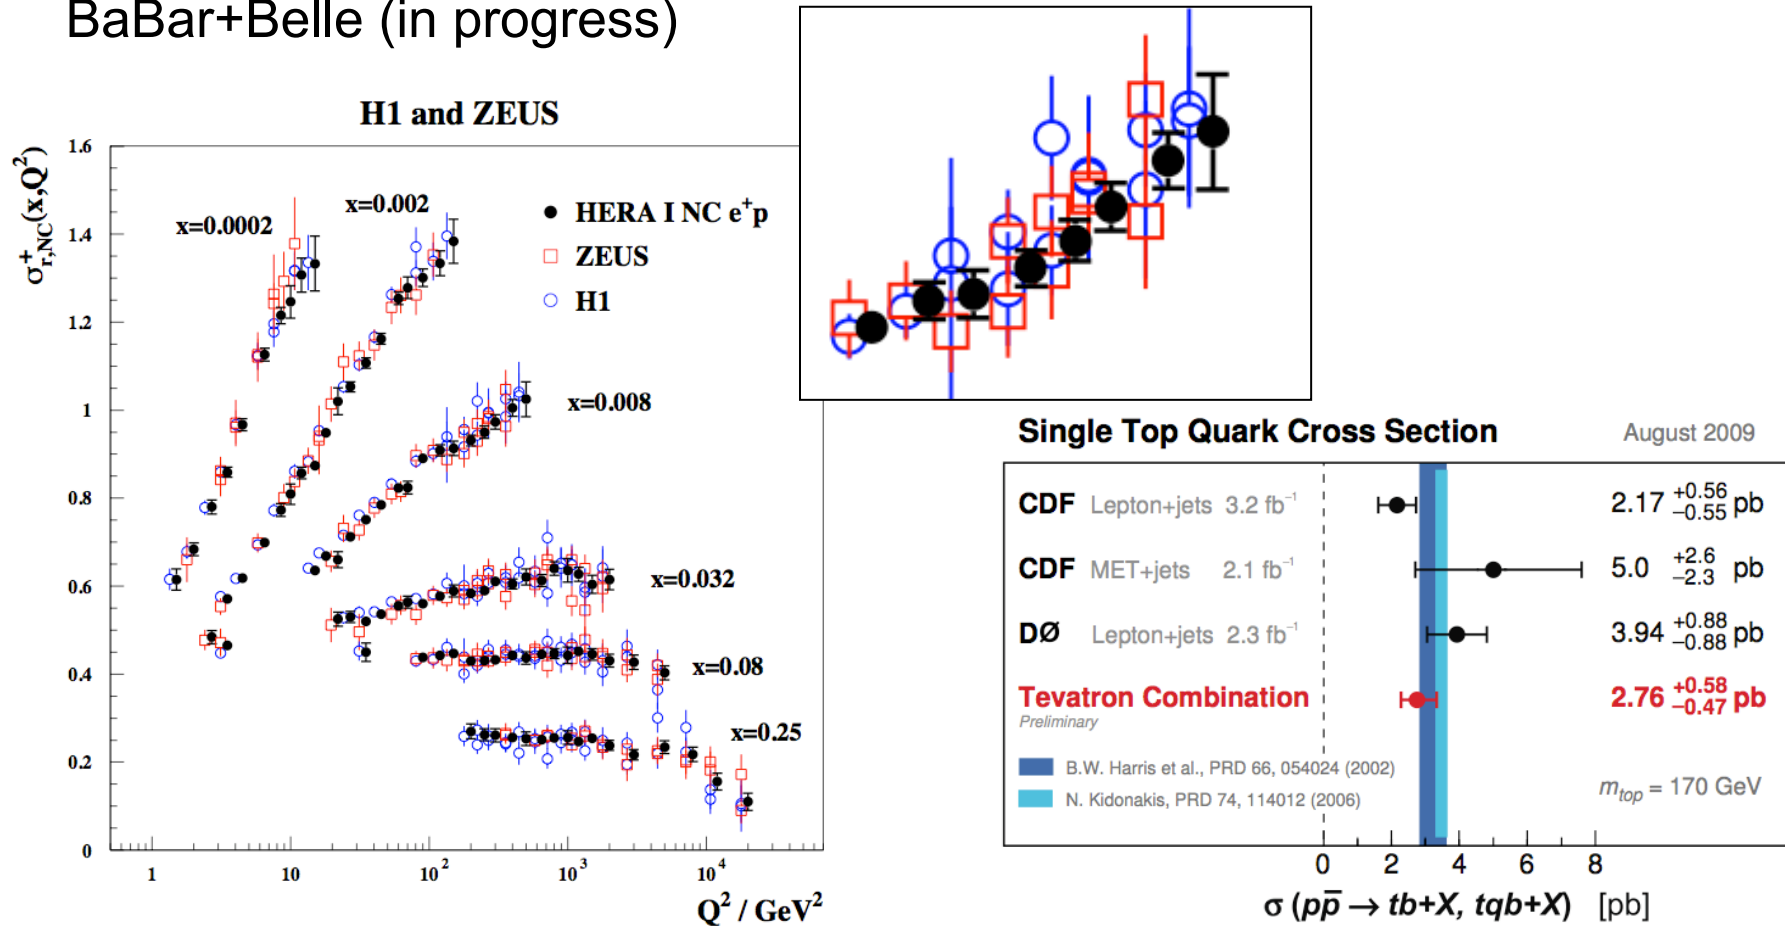 BaBar+Belle (in progress)
H1 and ZEUS
σ⁺r,NC(x,Q²)
1.6
1.4
1.2
1
0.8
0.6
0.4
0.2
0
x=0.0002
x=0.002
x=0.008
x=0.032
x=0.08
x=0.25
HERA I NC e⁺p
ZEUS
H1
1
10
10²
10³
10⁴
Q² / GeV²
Single Top Quark Cross Section August 2009
CDF Lepton+jets 3.2 fb⁻¹ 2.17 +0.56 −0.55 pb
CDF MET+jets 2.1 fb⁻¹ 5.0 +2.6 −2.3 pb
DØ Lepton+jets 2.3 fb⁻¹ 3.94 +0.88 −0.88 pb
Tevatron Combination 2.76 +0.58 −0.47 pb
Preliminary
B.W. Harris et al., PRD 66, 054024 (2002)
N. Kidonakis, PRD 74, 114012 (2006)
m_top = 170 GeV
0 2 4 6 8
σ (pp̅ → tb+X, tqb+X) [pb]